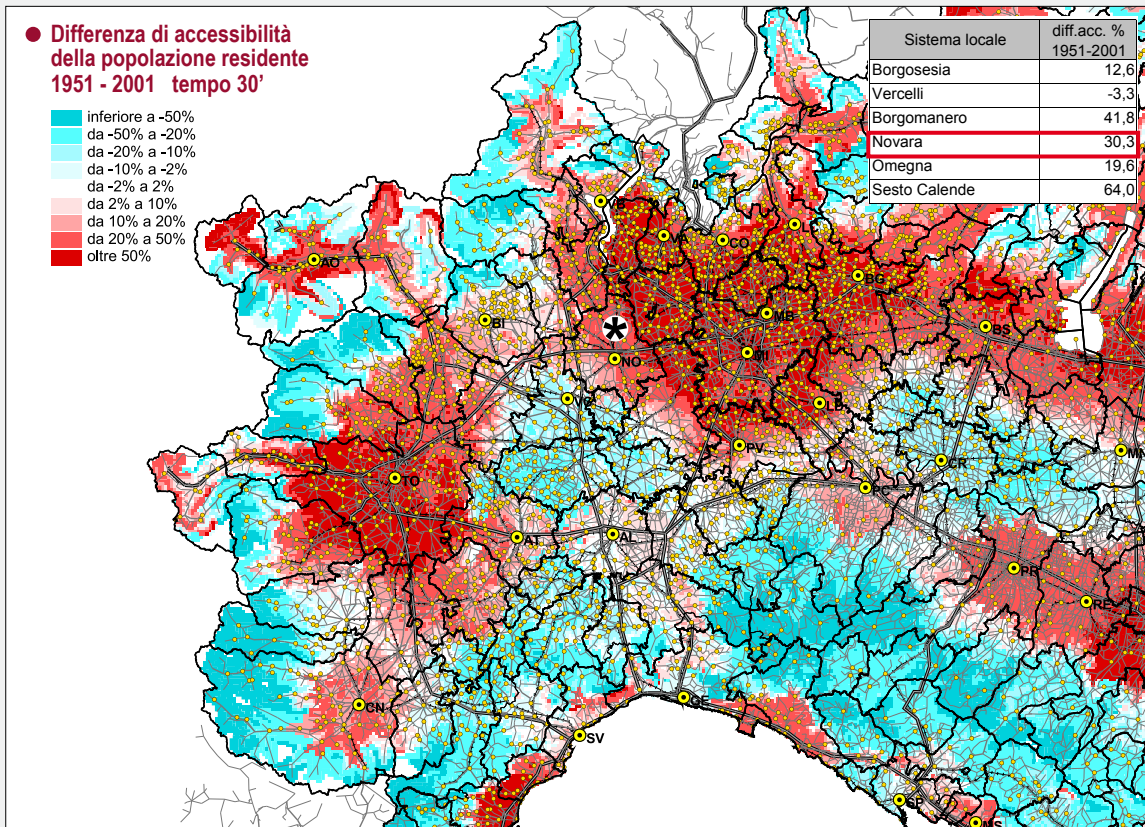 ● Differenza di accessibilità
della popolazione residente
1951 - 2001 tempo 30’
inferiore a -50%
da -50% a -20%
da -20% a -10%
da -10% a -2%
da -2% a 2%
da 2% a 10%
da 10% a 20%
da 20% a 50%
oltre 50%
Sistema locale diff.acc. % 1951-2001
Borgosesia 12,6
Vercelli -3,3
Borgomanero 41,8
Novara 30,3
Omegna 19,6
Sesto Calende 64,0
VB
VA
CO
LC
AO
BG
BI
MB
BS
*
NO
MI
VC
LO
PV
CR
TO
PC
AT
AL
PR
RE
CN
GE
SV
SP
MS